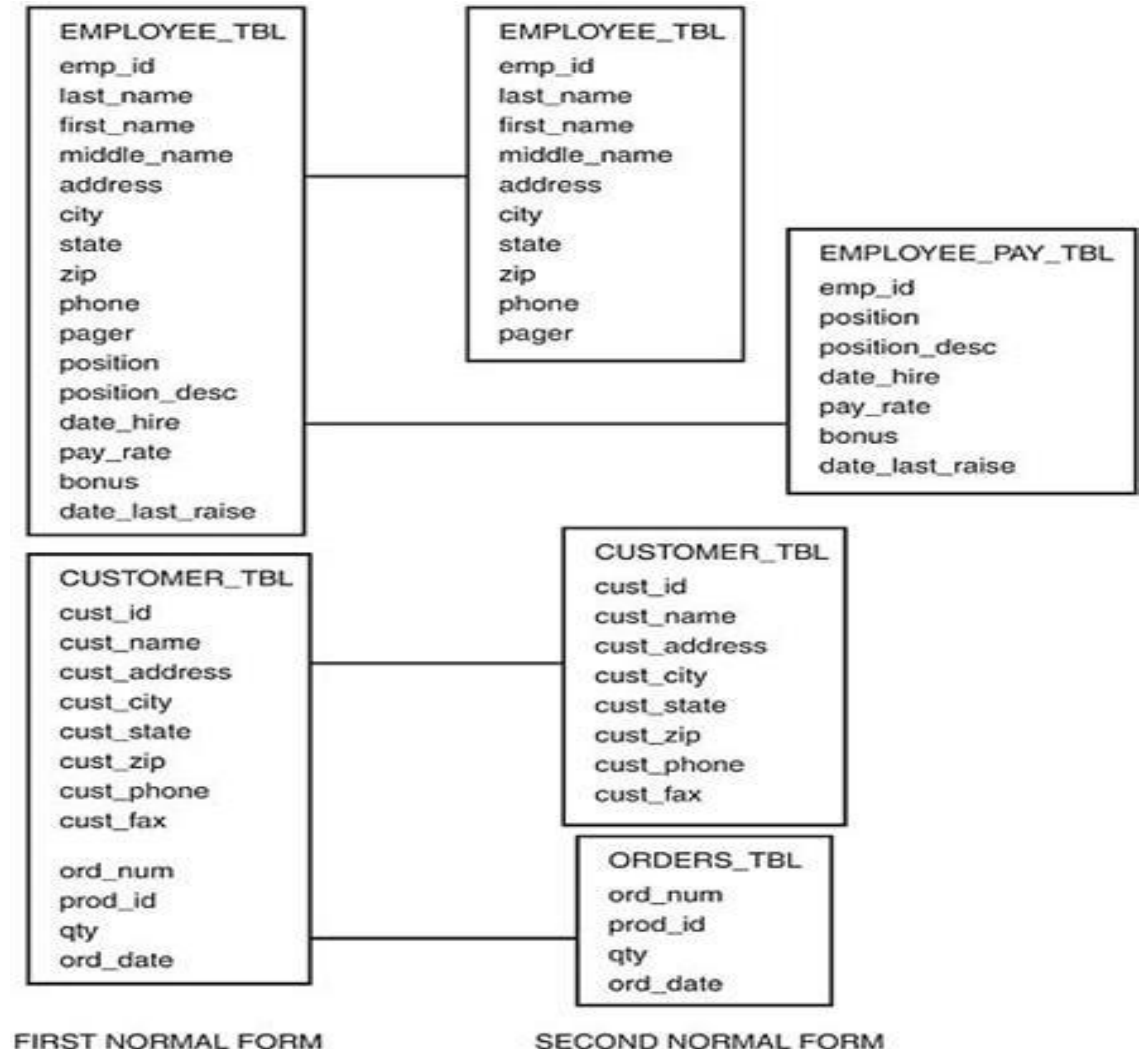 EMPLOYEE_TBL
emp_id
last_name
first_name
middle_name
address
city
state
zip
phone
pager
position
position_desc
date_hire
pay_rate
bonus
date_last_raise
EMPLOYEE_TBL
emp_id
last_name
first_name
middle_name
address
city
state
zip
phone
pager
EMPLOYEE_PAY_TBL
emp_id
position
position_desc
date_hire
pay_rate
bonus
date_last_raise
CUSTOMER_TBL
cust_id
cust_name
cust_address
cust_city
cust_state
cust_zip
cust_phone
cust_fax
ord_num
prod_id
qty
ord_date
CUSTOMER_TBL
cust_id
cust_name
cust_address
cust_city
cust_state
cust_zip
cust_phone
cust_fax
ORDERS_TBL
ord_num
prod_id
qty
ord_date
FIRST NORMAL FORM
SECOND NORMAL FORM